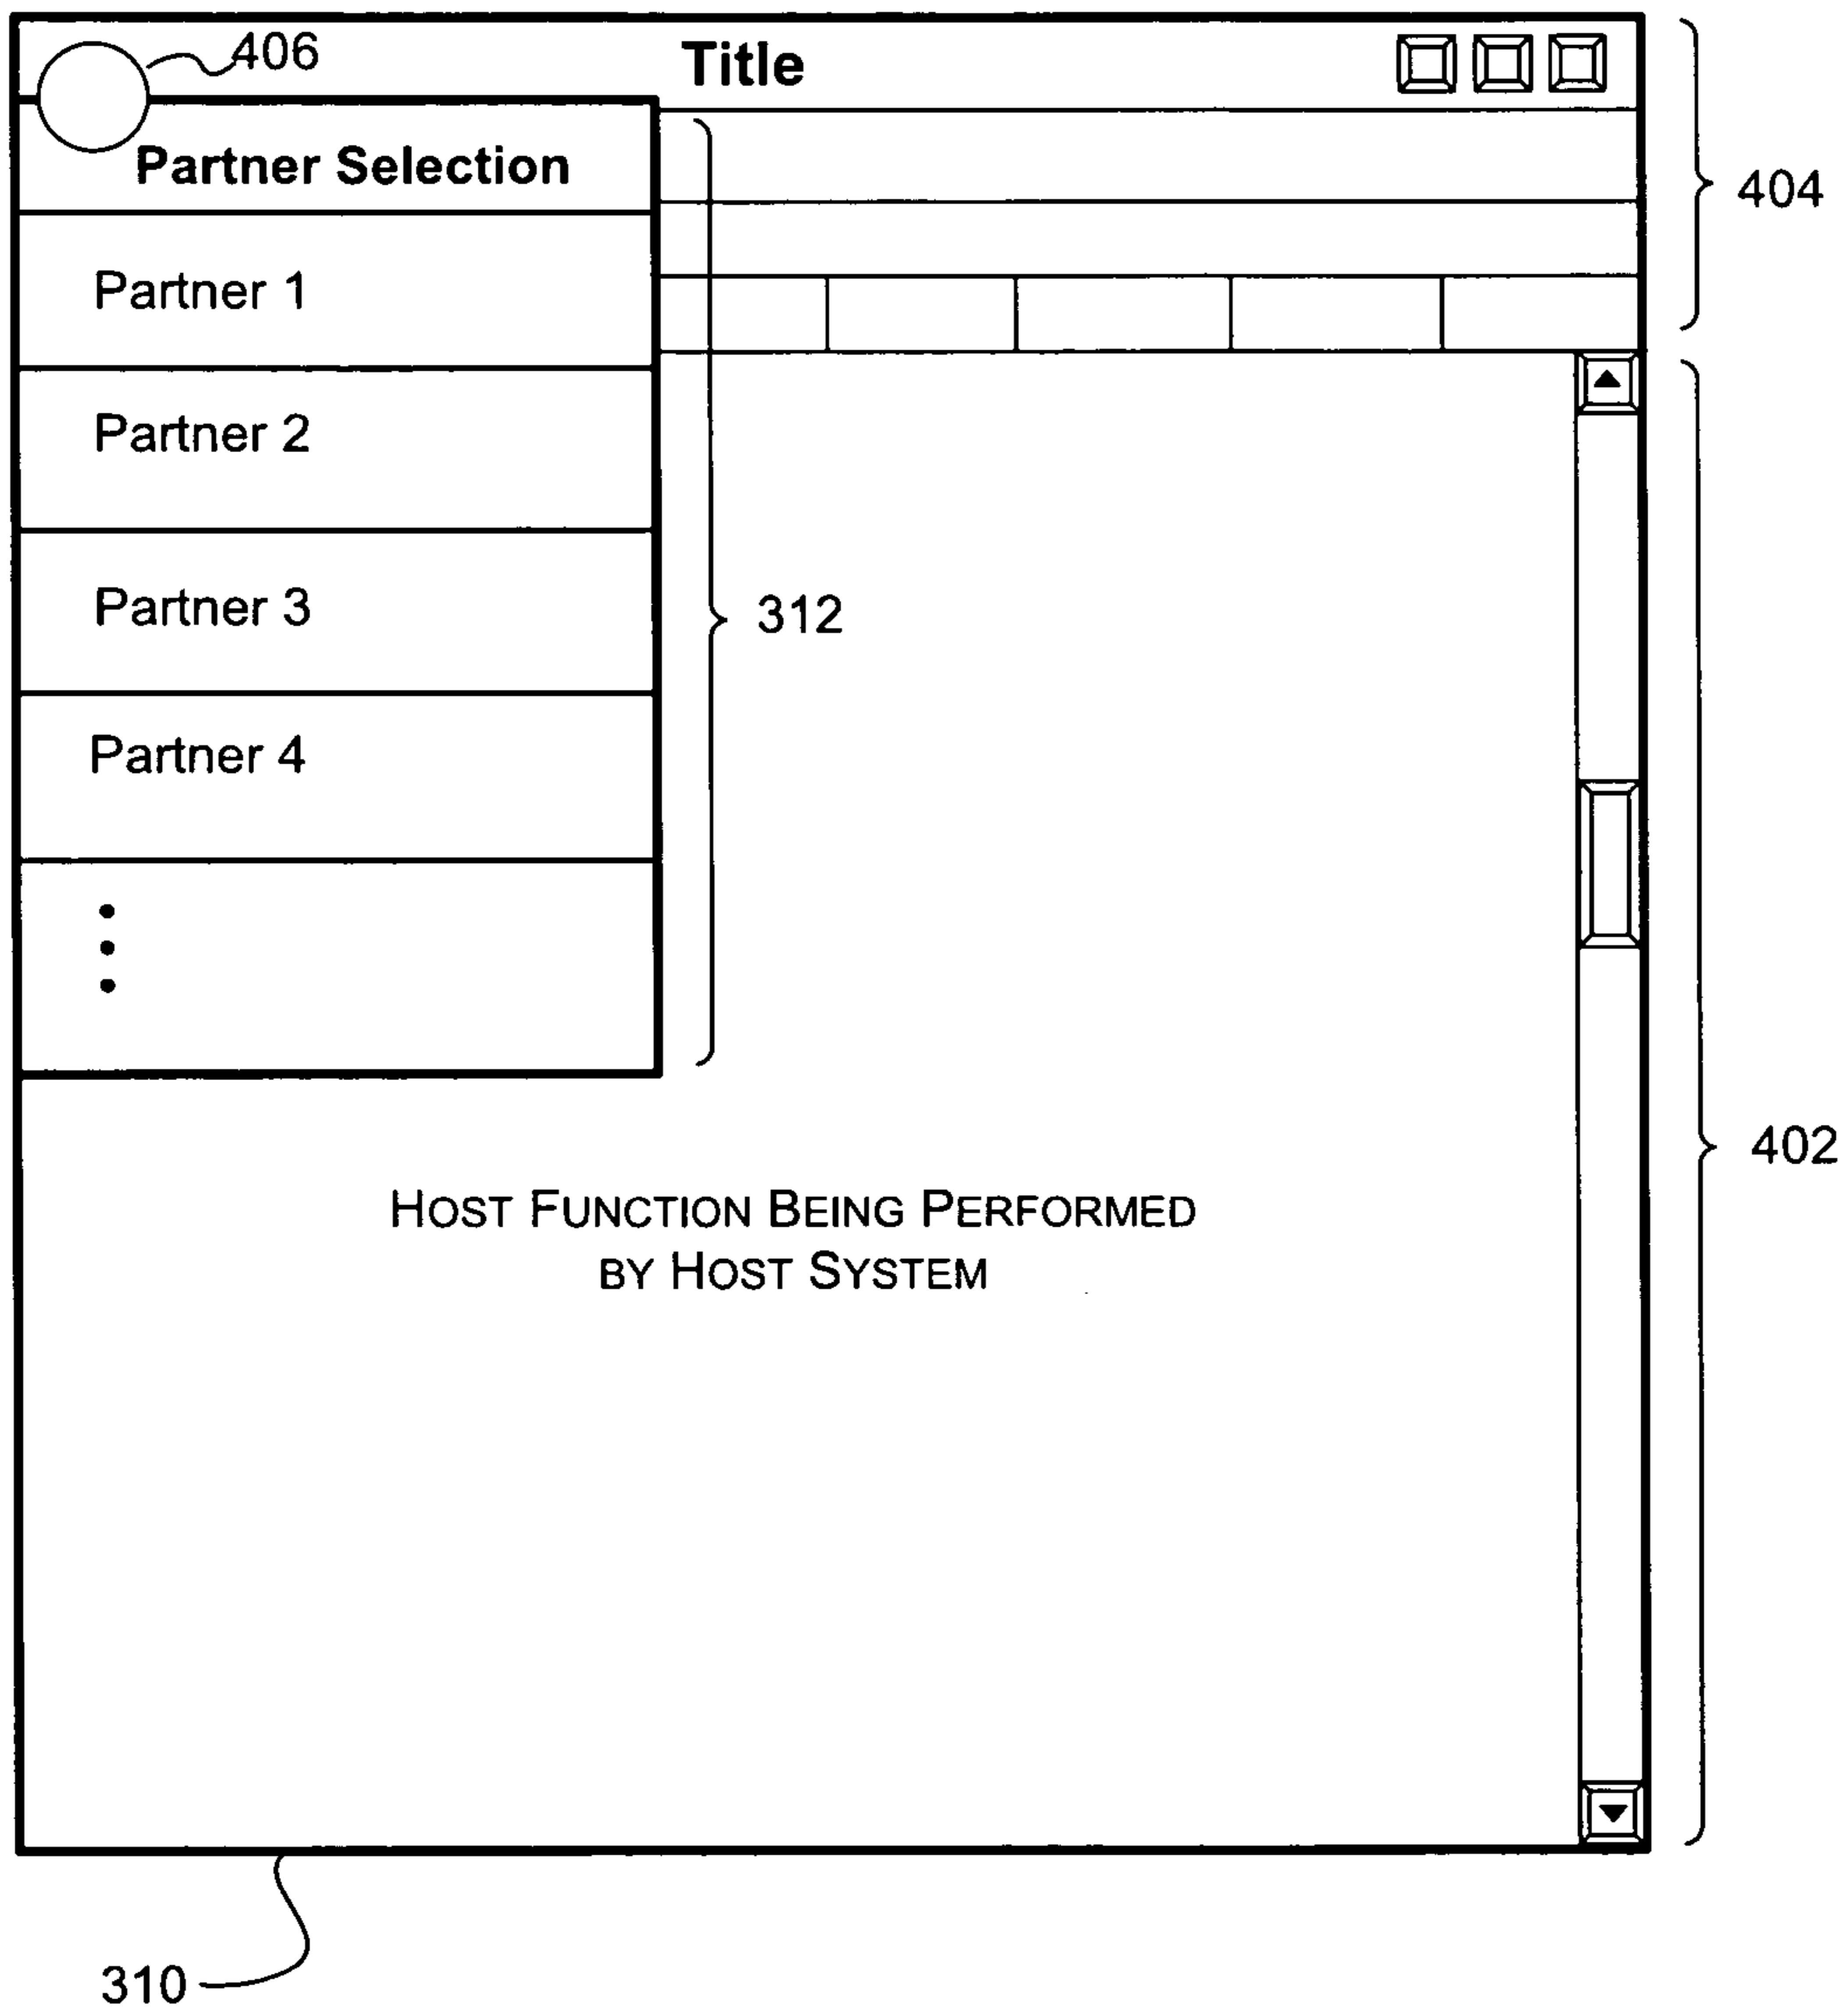 406
Title
Partner Selection
404
Partner 1
Partner 2
Partner 3
312
Partner 4
402
HOST FUNCTION BEING PERFORMED
BY HOST SYSTEM
310